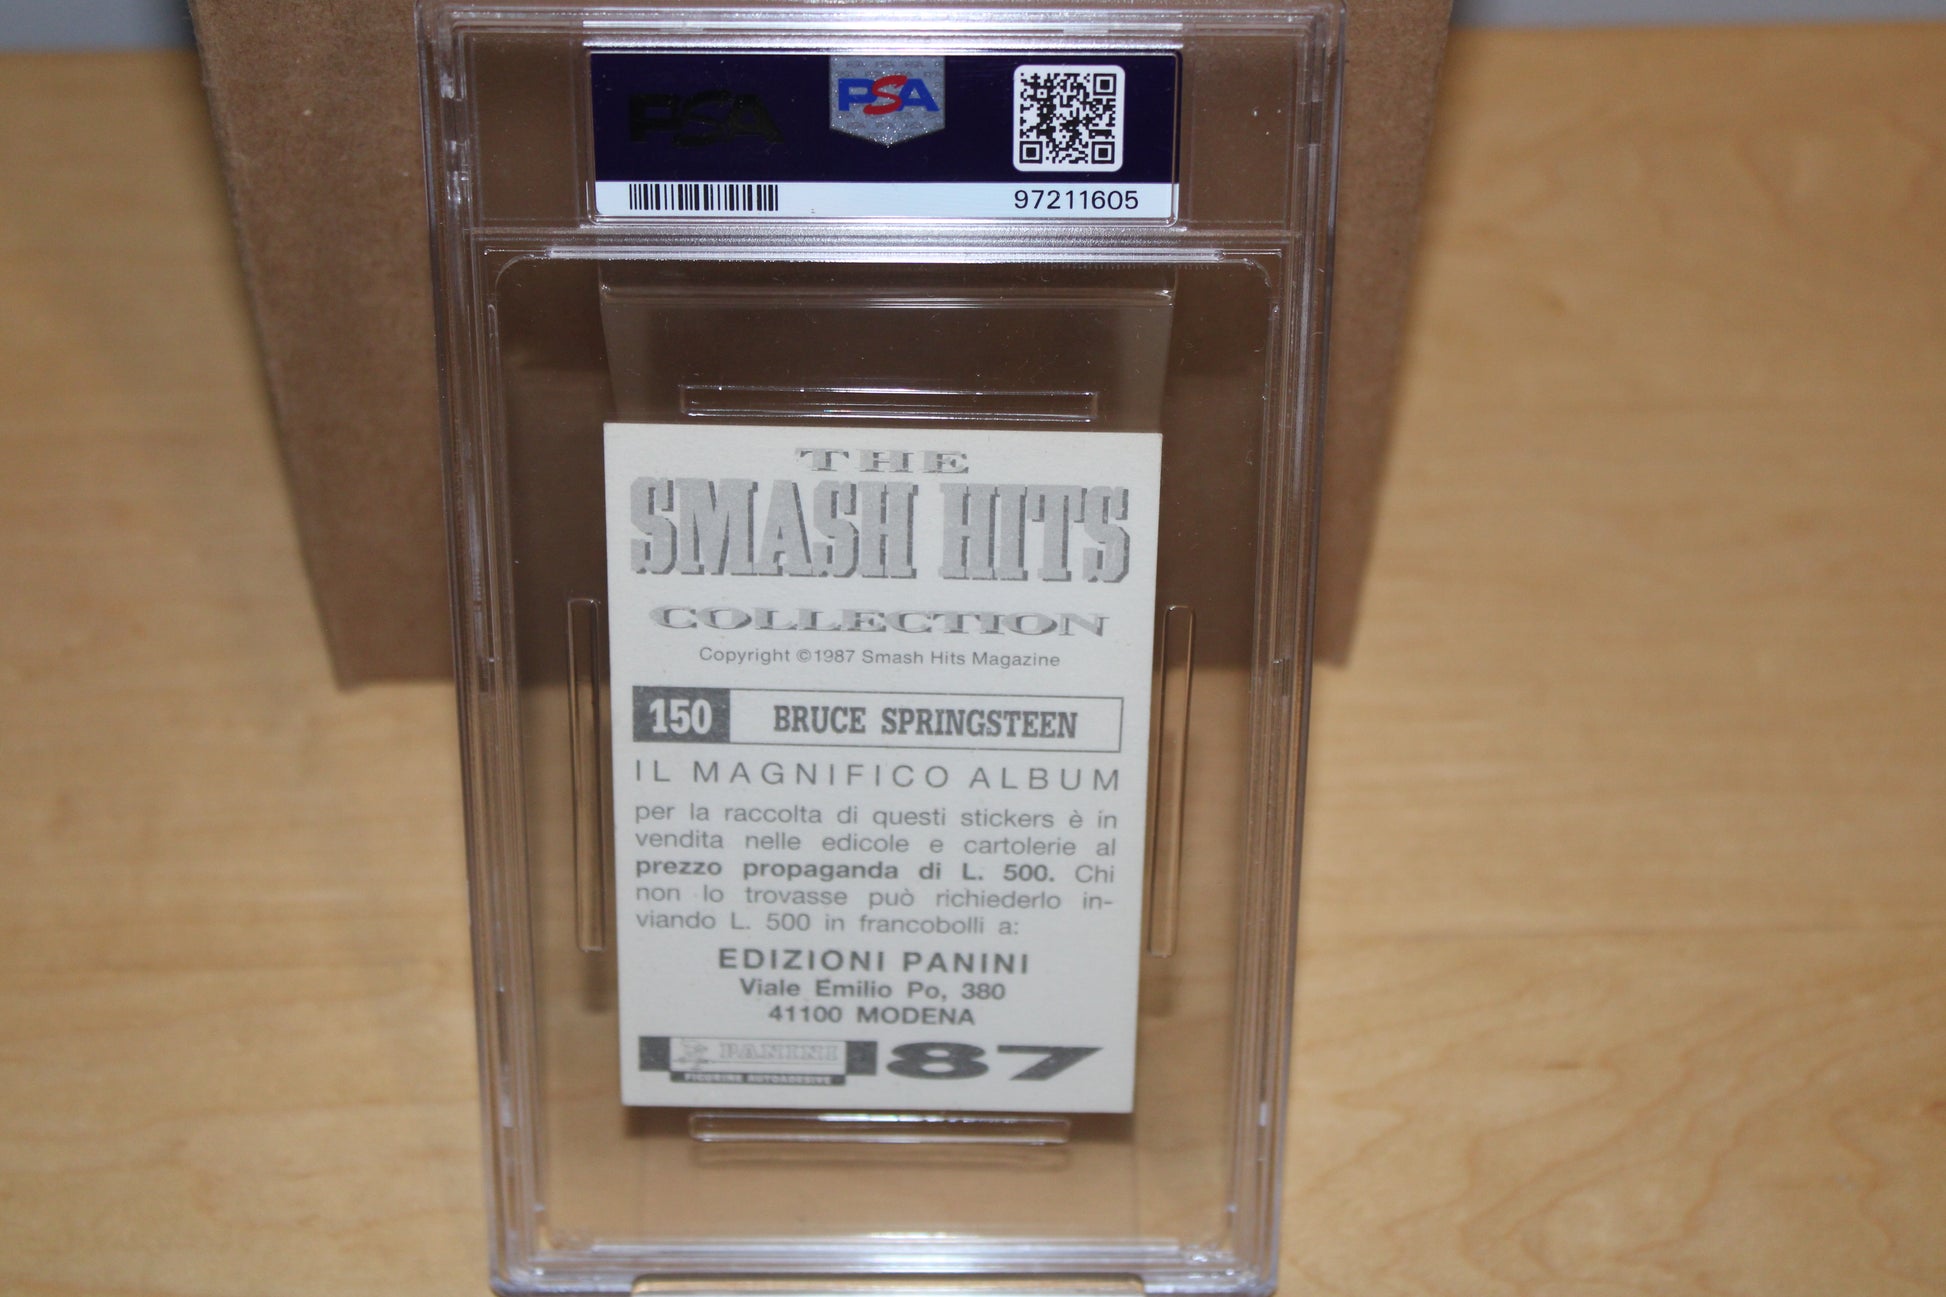 PSA
PSA
97211605
THE
SMASH HITS
COLLECTION
Copyright ©1987 Smash Hits Magazine
150 BRUCE SPRINGSTEEN
IL MAGNIFICO ALBUM
per la raccolta di questi stickers è in
vendita nelle edicole e cartolerie al
prezzo propaganda di L. 500. Chi
non lo trovasse può richiederlo in-
viando L. 500 in francobolli a:
EDIZIONI PANINI
Viale Emilio Po, 380
41100 MODENA
PANINI 87
FIGURINE AUTOADESIVE